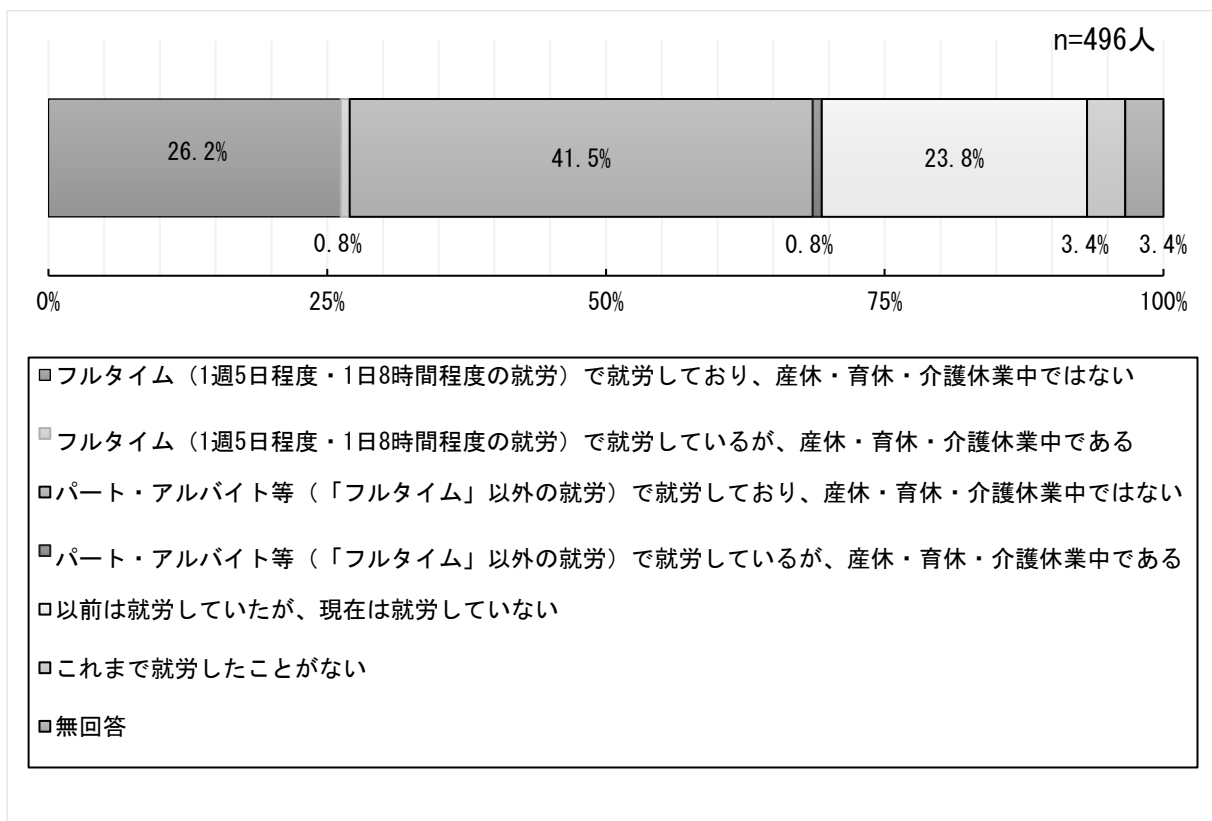 n=496人
26.2%
41.5%
23.8%
0.8%
0.8%
3.4%
3.4%
0%
25%
50%
75%
100%
フルタイム（1週5日程度・1日8時間程度の就労）で就労しており、産休・育休・介護休業中ではない
フルタイム（1週5日程度・1日8時間程度の就労）で就労しているが、産休・育休・介護休業中である
パート・アルバイト等（「フルタイム」以外の就労）で就労しており、産休・育休・介護休業中ではない
パート・アルバイト等（「フルタイム」以外の就労）で就労しているが、産休・育休・介護休業中である
以前は就労していたが、現在は就労していない
これまで就労したことがない
無回答